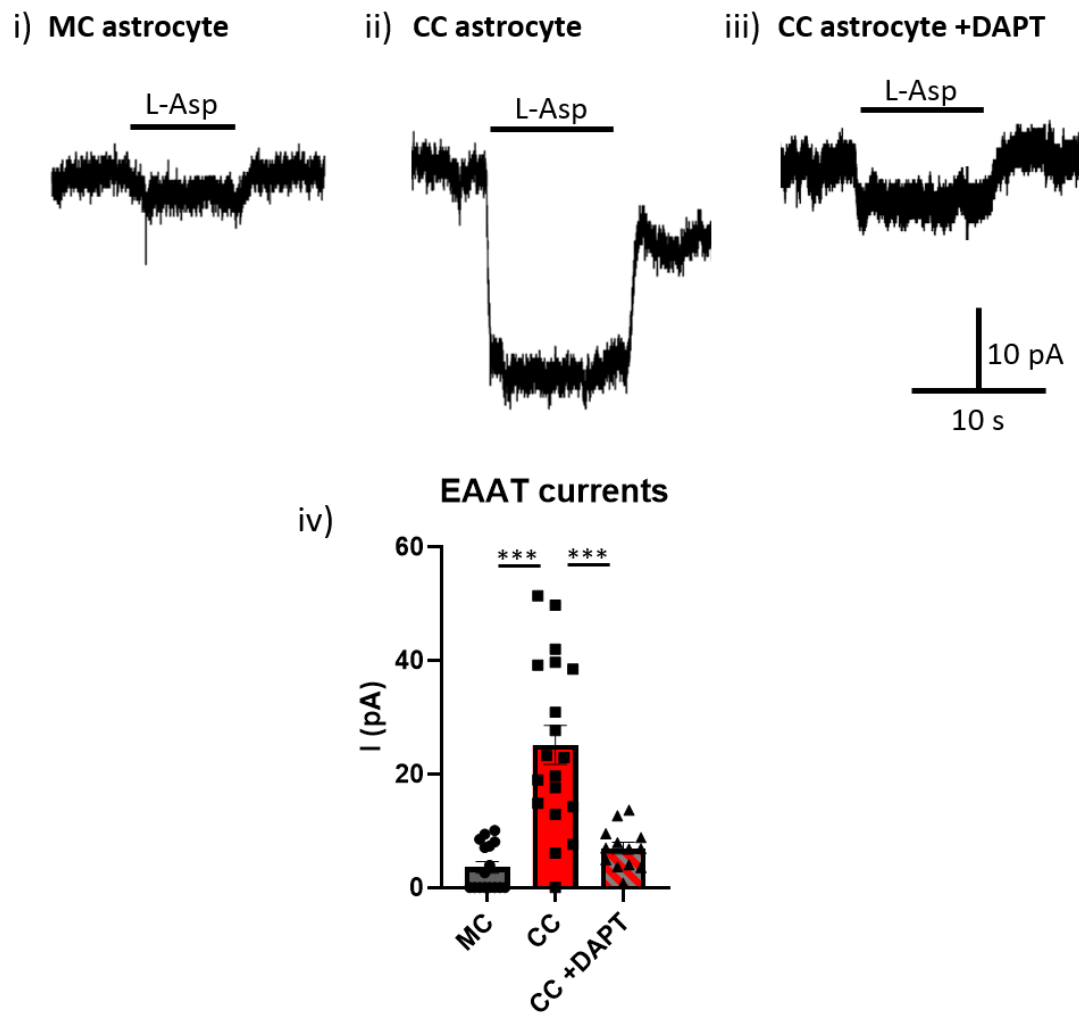 i) MC astrocyte
ii) CC astrocyte
iii) CC astrocyte +DAPT
L-Asp
L-Asp
L-Asp
10 pA
10 s
EAAT currents
iv)
*** ***
60
40
20
0
I (pA)
MC
CC
CC +DAPT